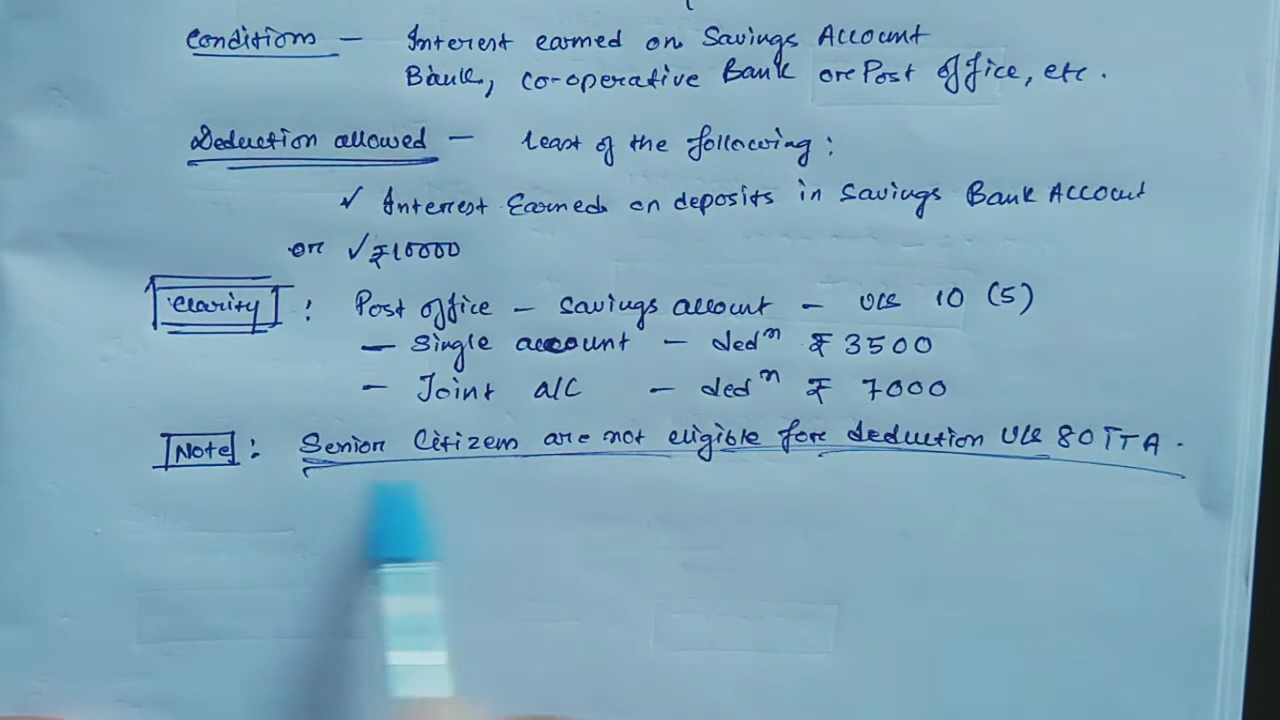 Conditions - Interest earned on Savings Account
Bank, co-operative Bank or Post office, etc.
Deduction allowed - Least of the following:
✓ Interest Earned on deposits in Savings Bank Account
or ✓ ₹10000
Clarity : Post office - Savings account - U/s 10 (5)
- Single account - dedⁿ ₹ 3500
- Joint a/c - dedⁿ ₹ 7000
Note : Senior Citizens are not eligible for deduction U/s 80TTA.